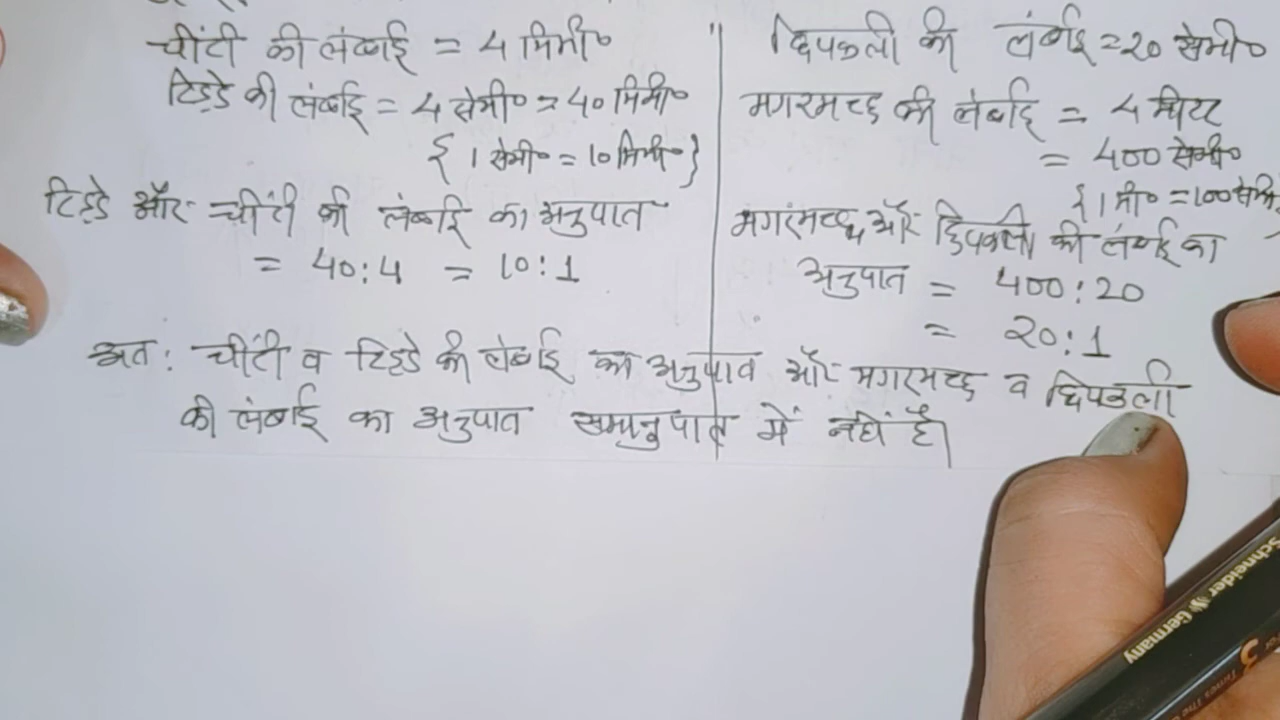 चींटी की लंबाई = 4 मिमी०
टिड्डे की लंबाई = 4 सेमी० = 40 मिमी०
{ 1 सेमी० = 10 मिमी० }
टिड्डे और चींटी की लंबाई का अनुपात
= 40:4 = 10:1
छिपकली की लंबाई = 20 सेमी०
मगरमच्छ की लंबाई = 4 मीटर
= 400 सेमी०
{ 1 मी० = 100 सेमी०
मगरमच्छ और छिपकली की लंबाई का
अनुपात = 400:20
= 20:1
अत: चींटी व टिड्डे की लंबाई का अनुपात और मगरमच्छ व छिपकली
की लंबाई का अनुपात समानुपात में नहीं है।
Schneider Germany